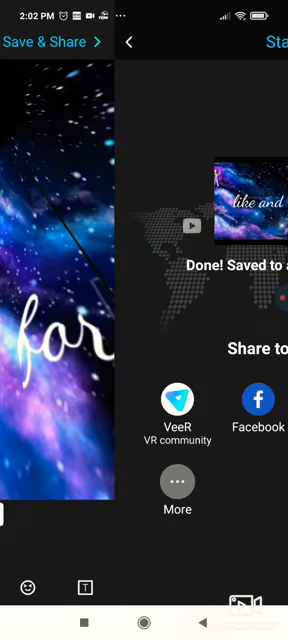 2:02 PM
Save & Share
Sta
for
like and
Done! Saved to a
Share to
VeeR
VR community
Facebook
More
T